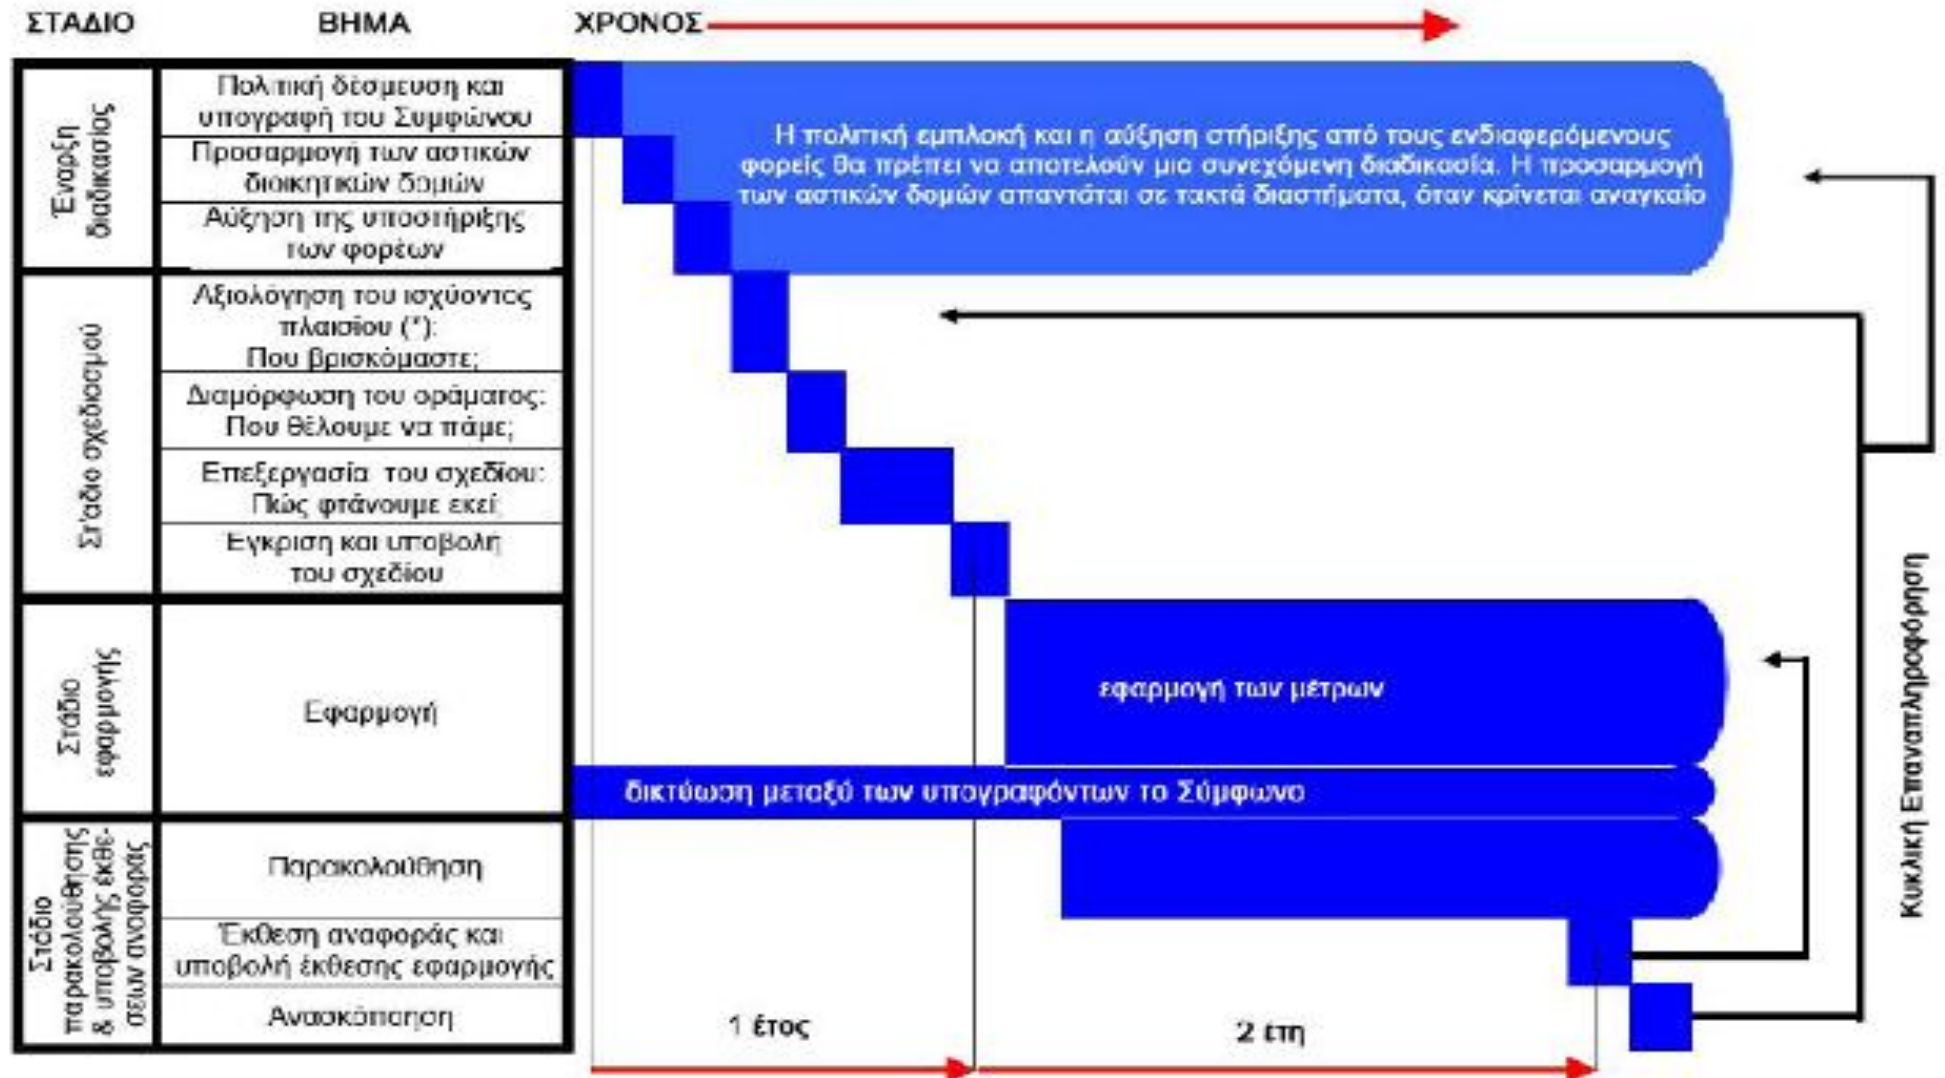 ΣΤΑΔΙΟ ΒΗΜΑ ΧΡΟΝΟΣ
Έναρξη
διαδικασίας
Πολιτική δέσμευση και
υπογραφή του Συμφώνου
Προσαρμογή των αστικών
διοικητικών δομών
Αύξηση της υποστήριξης
των φορέων
Η πολιτική εμπλοκή και η αύξηση στήριξης από τους ενδιαφερόμενους
φορείς θα πρέπει να αποτελούν μια συνεχόμενη διαδικασία. Η προσαρμογή
των αστικών δομών απαντάται σε τακτά διαστήματα, όταν κρίνεται αναγκαίο
Στ'αδιο σχεδιασμού
Αξιολόγηση του ισχύοντος
πλαισίου (*):
Που βρισκόμαστε;
Διαμόρφωση του οράματος:
Που θέλουμε να πάμε;
Επεξεργασία του σχεδίου:
Πώς φτάνουμε εκεί;
Έγκριση και υποβολή
του σχεδίου
Στάδιο
εφαρμογής
Εφαρμογή
εφαρμογή των μέτρων
δικτύωση μεταξύ των υπογραφόντων το Σύμφωνο
Στάδιο
παρακολούθησης
& υποβολής έκθε-
σεων αναφοράς
Παρακολούθηση
Έκθεση αναφοράς και
υποβολή έκθεσης εφαρμογής
Ανασκόπηση
1 έτος
2 έτη
Κυκλική Επαναπληροφόρηση